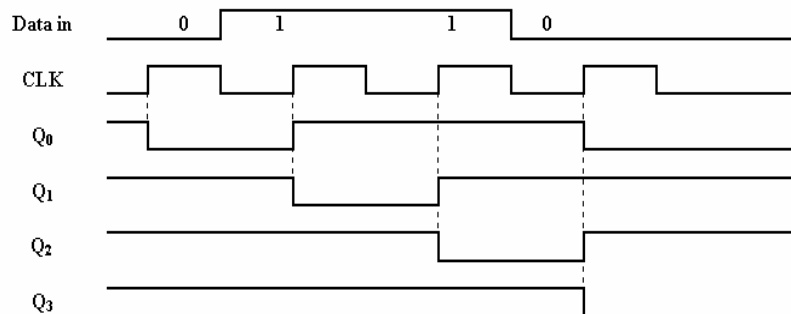 Data in 0 1 1 0
CLK
Q₀
Q₁
Q₂
Q₃